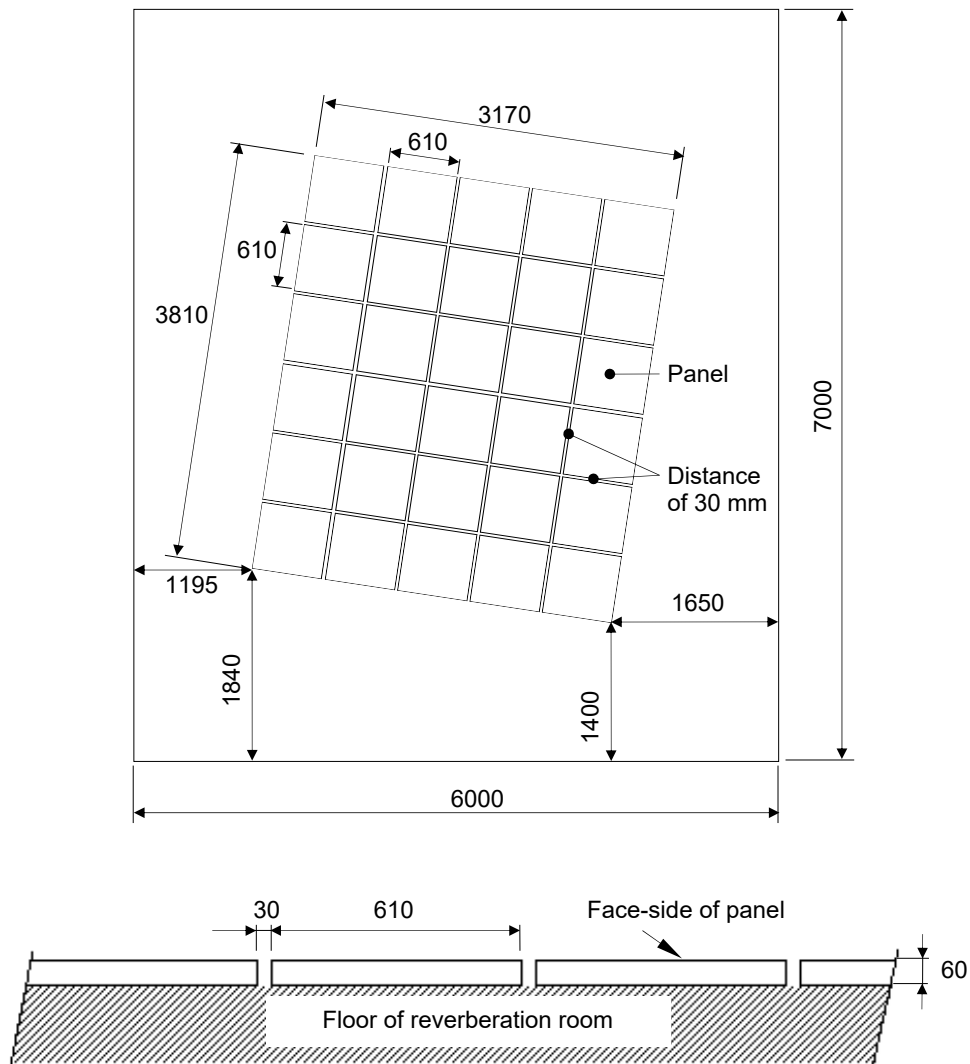 3170
610
610
3810
Panel
7000
Distance
of 30 mm
1195
1650
1840
1400
6000
30
610
Face-side of panel
60
Floor of reverberation room